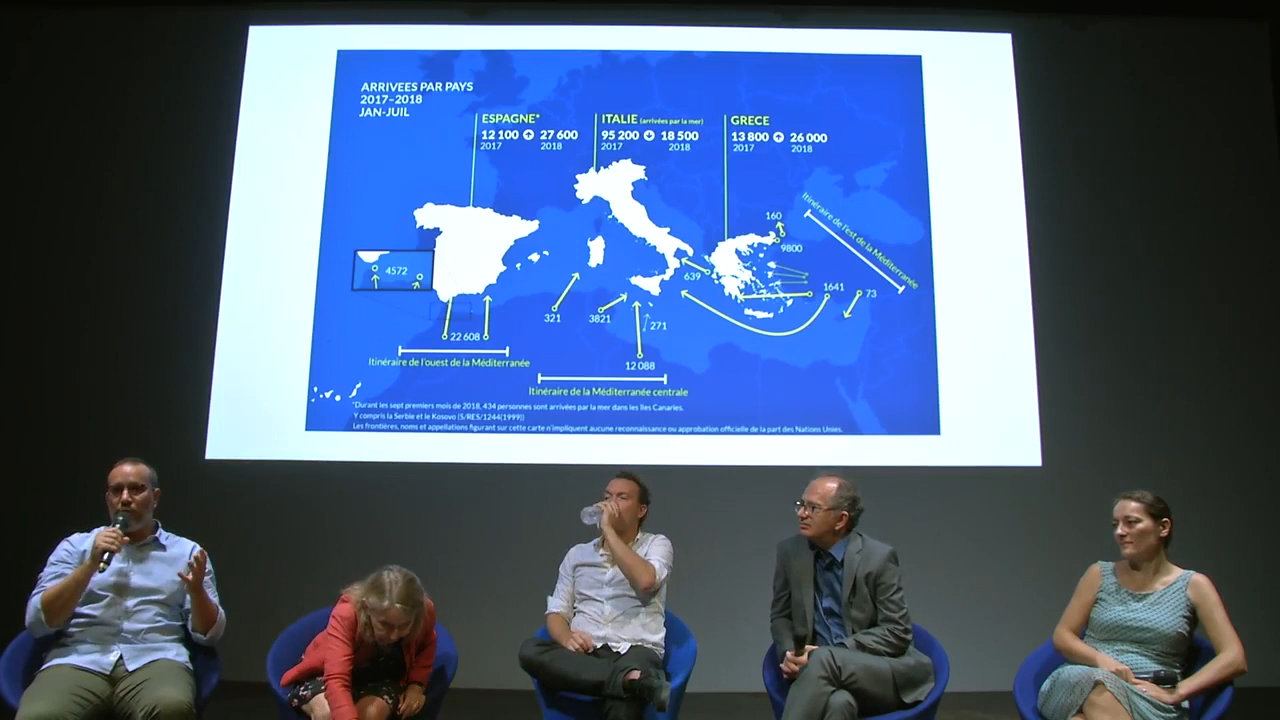 ARRIVEES PAR PAYS
2017–2018
JAN-JUIL
ESPAGNE*
12 100 27 600
2017 2018
ITALIE (arrivées par la mer)
95 200 18 500
2017 2018
GRECE
13 800 26 000
2017 2018
Itinéraire de l'est de la Méditerranée
160
9800
4572
639
1641
73
321
3821
271
22 608
12 088
Itinéraire de l'ouest de la Méditerranée
Itinéraire de la Méditerranée centrale
*Durant les sept premiers mois de 2018, 434 personnes sont arrivées par la mer dans les îles Canaries.
Y compris la Serbie et le Kosovo (S/RES/1244(1999))
Les frontières, noms et appellations figurant sur cette carte n'impliquent aucune reconnaissance ou approbation officielle de la part des Nations Unies.